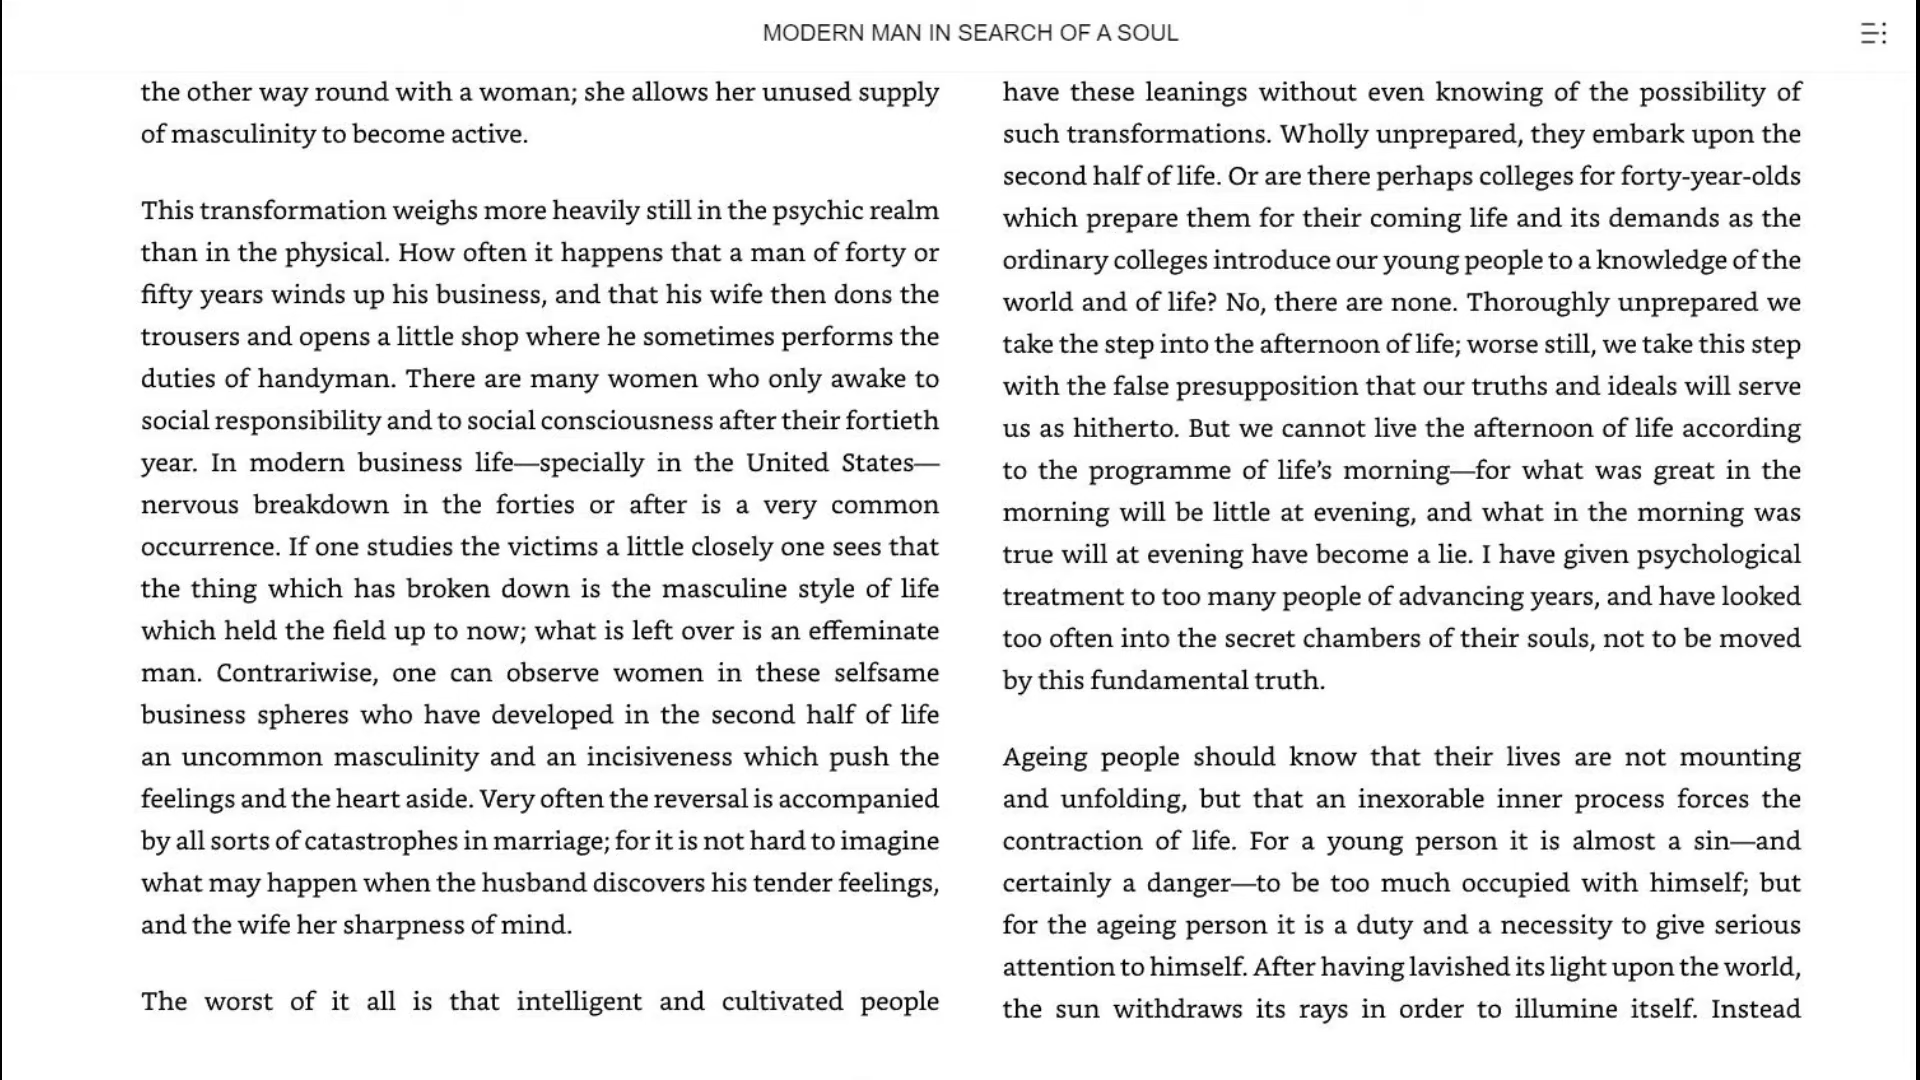 MODERN MAN IN SEARCH OF A SOUL
the other way round with a woman; she allows her unused supply
of masculinity to become active.
This transformation weighs more heavily still in the psychic realm
than in the physical. How often it happens that a man of forty or
fifty years winds up his business, and that his wife then dons the
trousers and opens a little shop where he sometimes performs the
duties of handyman. There are many women who only awake to
social responsibility and to social consciousness after their fortieth
year. In modern business life—specially in the United States—
nervous breakdown in the forties or after is a very common
occurrence. If one studies the victims a little closely one sees that
the thing which has broken down is the masculine style of life
which held the field up to now; what is left over is an effeminate
man. Contrariwise, one can observe women in these selfsame
business spheres who have developed in the second half of life
an uncommon masculinity and an incisiveness which push the
feelings and the heart aside. Very often the reversal is accompanied
by all sorts of catastrophes in marriage; for it is not hard to imagine
what may happen when the husband discovers his tender feelings,
and the wife her sharpness of mind.
The worst of it all is that intelligent and cultivated people
have these leanings without even knowing of the possibility of
such transformations. Wholly unprepared, they embark upon the
second half of life. Or are there perhaps colleges for forty-year-olds
which prepare them for their coming life and its demands as the
ordinary colleges introduce our young people to a knowledge of the
world and of life? No, there are none. Thoroughly unprepared we
take the step into the afternoon of life; worse still, we take this step
with the false presupposition that our truths and ideals will serve
us as hitherto. But we cannot live the afternoon of life according
to the programme of life’s morning—for what was great in the
morning will be little at evening, and what in the morning was
true will at evening have become a lie. I have given psychological
treatment to too many people of advancing years, and have looked
too often into the secret chambers of their souls, not to be moved
by this fundamental truth.
Ageing people should know that their lives are not mounting
and unfolding, but that an inexorable inner process forces the
contraction of life. For a young person it is almost a sin—and
certainly a danger—to be too much occupied with himself; but
for the ageing person it is a duty and a necessity to give serious
attention to himself. After having lavished its light upon the world,
the sun withdraws its rays in order to illumine itself. Instead